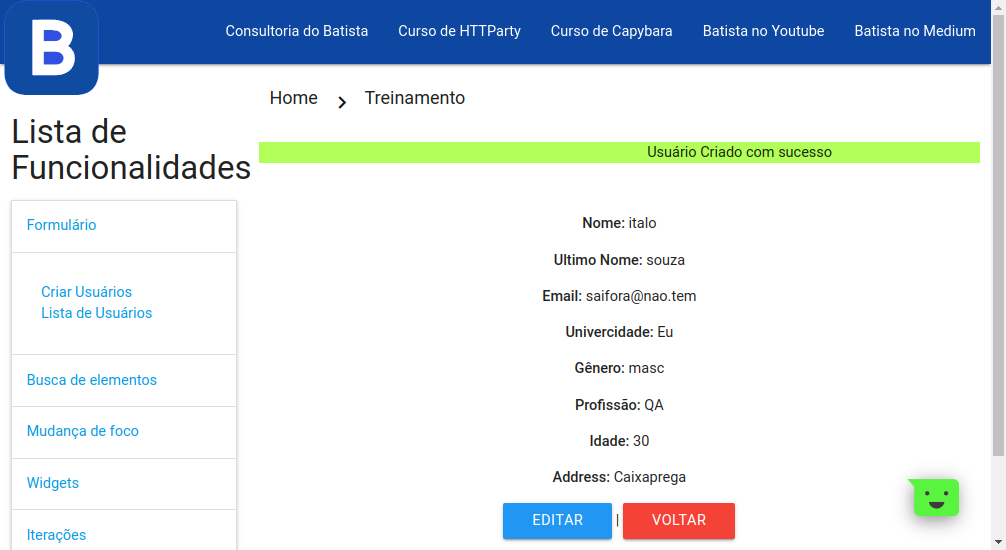 B
Consultoria do Batista Curso de HTTParty Curso de Capybara Batista no Youtube Batista no Medium
Home Treinamento
Lista de
Funcionalidades
Usuário Criado com sucesso
Formulário
Criar Usuários
Lista de Usuários
Busca de elementos
Mudança de foco
Widgets
Iterações
Nome: italo
Ultimo Nome: souza
Email: saifora@nao.tem
Univercidade: Eu
Gênero: masc
Profissão: QA
Idade: 30
Address: Caixaprega
EDITAR | VOLTAR